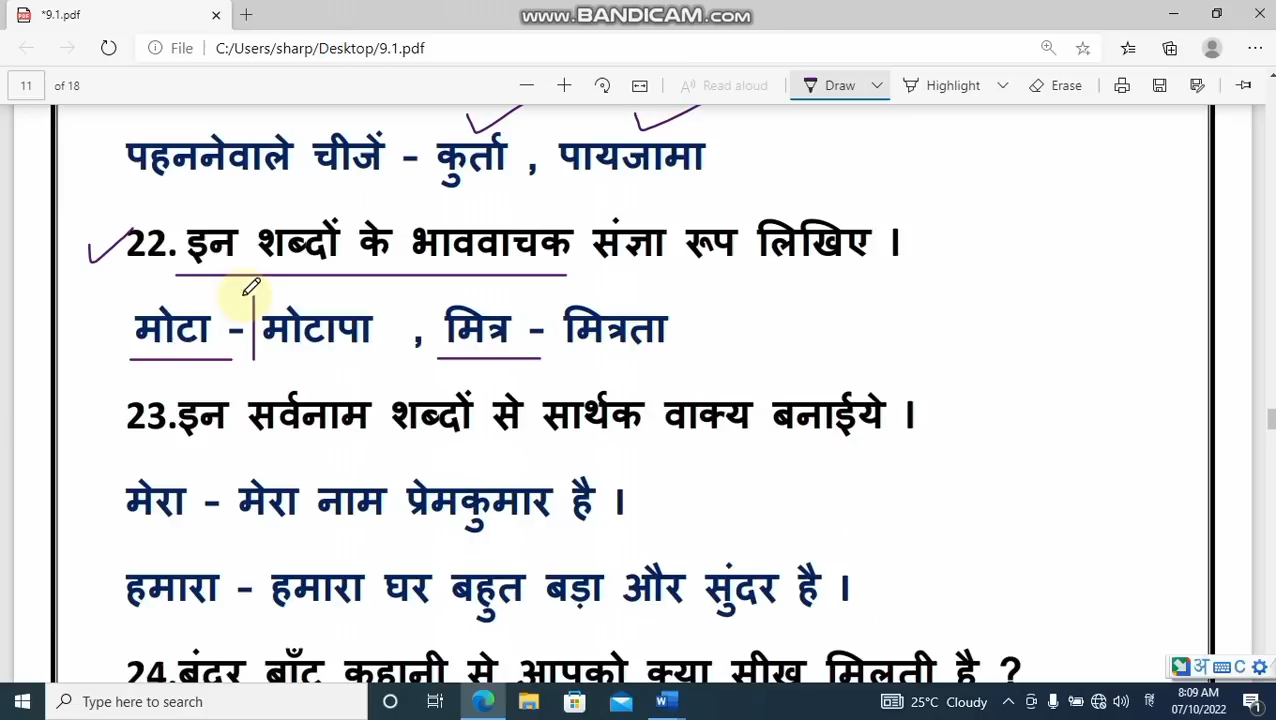 *9.1.pdf
www.BANDICAM.com
File C:/Users/sharp/Desktop/9.1.pdf
11 of 18 Read aloud Draw Highlight Erase
पहननेवाले चीजें - कुर्ता , पायजामा
22. इन शब्दों के भाववाचक संज्ञा रूप लिखिए ।
मोटा - मोटापा , मित्र - मित्रता
23.इन सर्वनाम शब्दों से सार्थक वाक्य बनाईये ।
मेरा - मेरा नाम प्रेमकुमार है ।
हमारा - हमारा घर बहुत बड़ा और सुंदर है ।
24.बंदर बाँट कहानी से आपको क्या सीख मिलती है ?
अ C
Type here to search 25°C Cloudy हि 8:09 AM
07/10/2022 1